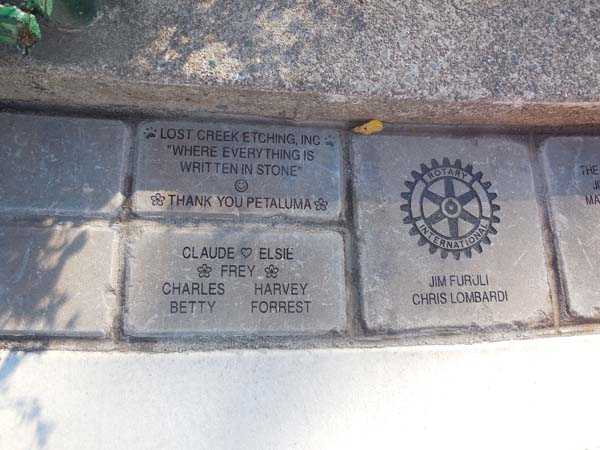 LOST CREEK ETCHING, INC
"WHERE EVERYTHING IS
WRITTEN IN STONE"
THANK YOU PETALUMA
CLAUDE ♡ ELSIE
FREY
CHARLES HARVEY
BETTY FORREST
ROTARY
INTERNATIONAL
JIM FURJLI
CHRIS LOMBARDI
THE